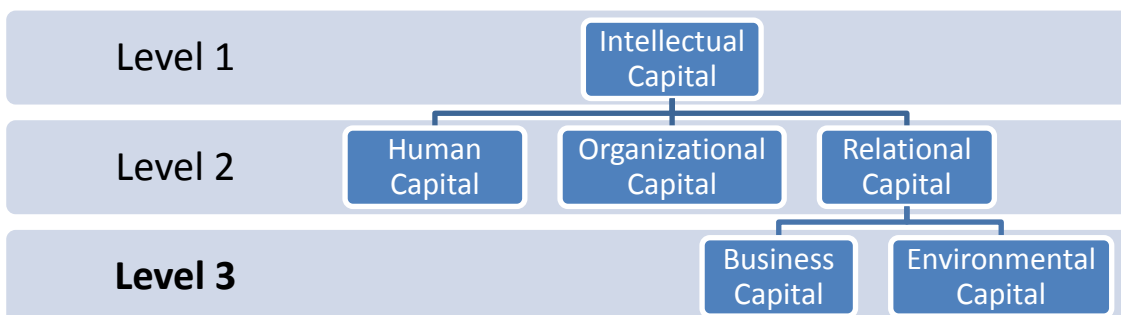 Level 1
Intellectual
Capital
Level 2
Human
Capital
Organizational
Capital
Relational
Capital
Level 3
Business
Capital
Environmental
Capital